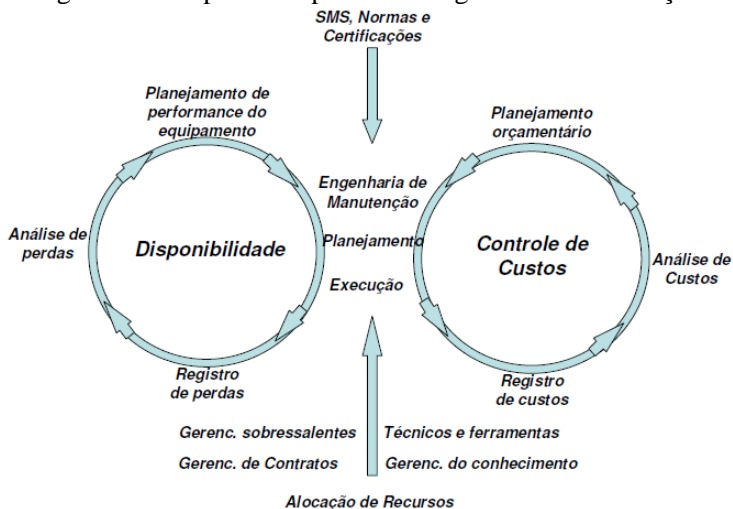 SMS, Normas e
Certificações
Planejamento de
performance do
equipamento
Planejamento
orçamentário
Engenharia de
Manutenção
Análise de
perdas
Disponibilidade
Planejamento
Controle de
Custos
Análise de
Custos
Execução
Registro
de perdas
Registro
de custos
Gerenc. sobressalentes
Técnicos e ferramentas
Gerenc. de Contratos
Gerenc. do conhecimento
Alocação de Recursos